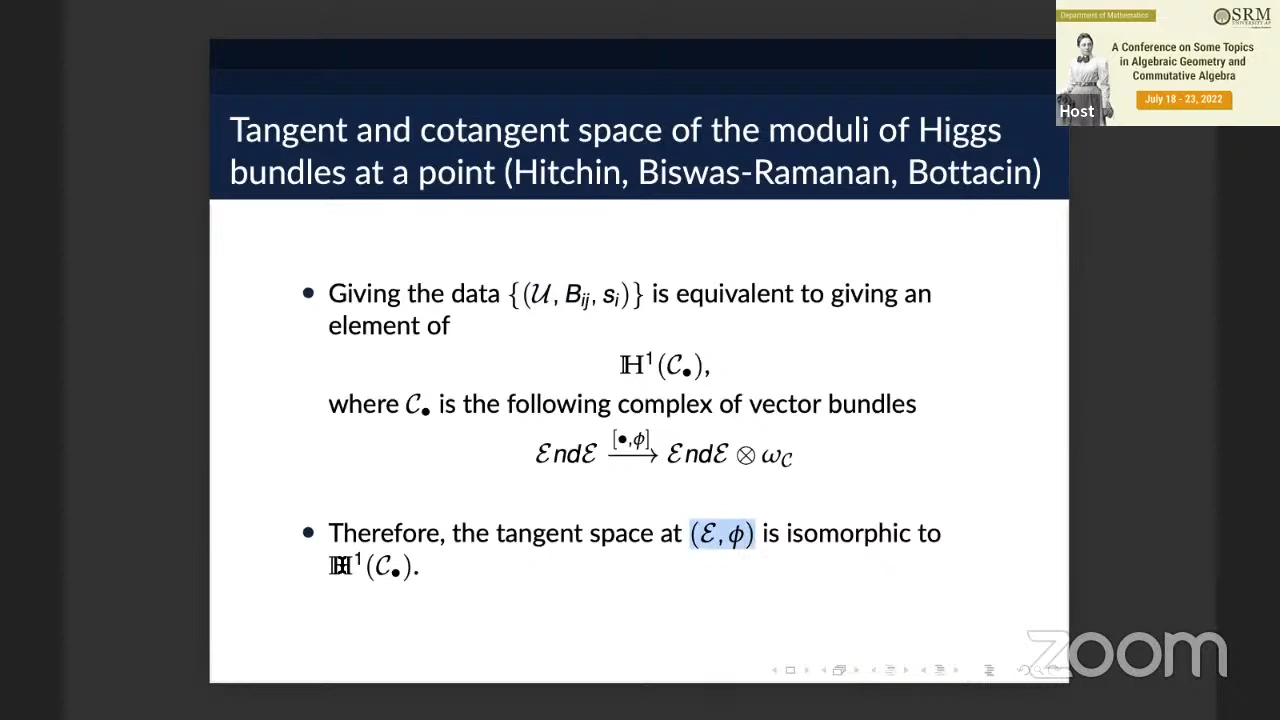 Department of Mathematics
SRM
UNIVERSITY AP
A Conference on Some Topics
in Algebraic Geometry and
Commutative Algebra
July 18 - 23, 2022
Host
Tangent and cotangent space of the moduli of Higgs
bundles at a point (Hitchin, Biswas-Ramanan, Bottacin)
• Giving the data {(𝒰, B_ij, s_i)} is equivalent to giving an
element of
ℍ¹(𝒞•),
where 𝒞• is the following complex of vector bundles
ℰndℰ —[•,ϕ]→ ℰndℰ ⊗ ω_𝒞
• Therefore, the tangent space at (ℰ, ϕ) is isomorphic to
ℍ¹(𝒞•).
zoom